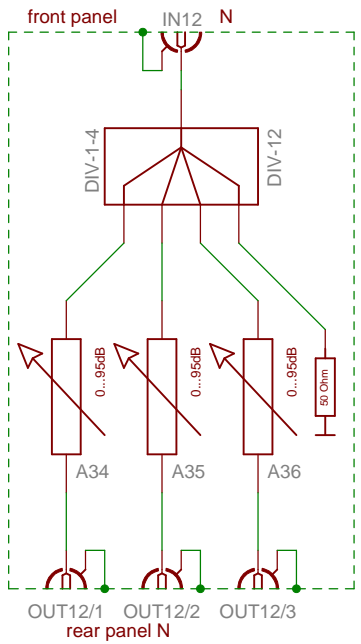 IN12
front panel N
DIV-1-4
DIV-12
0...95dB
0...95dB
0...95dB
50 Ohm
A34
A35
A36
OUT12/1
OUT12/2
OUT12/3
rear panel N